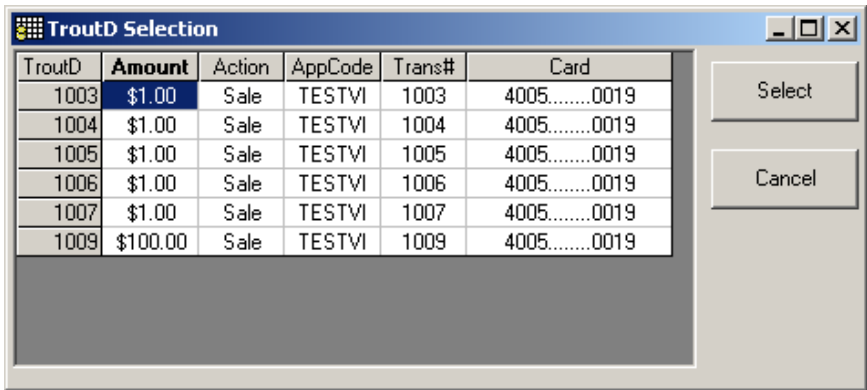 TroutD Selection
TroutD Amount Action AppCode Trans# Card
1003 $1.00 Sale TESTVI 1003 4005........0019
1004 $1.00 Sale TESTVI 1004 4005........0019
1005 $1.00 Sale TESTVI 1005 4005........0019
1006 $1.00 Sale TESTVI 1006 4005........0019
1007 $1.00 Sale TESTVI 1007 4005........0019
1009 $100.00 Sale TESTVI 1009 4005........0019
Select
Cancel